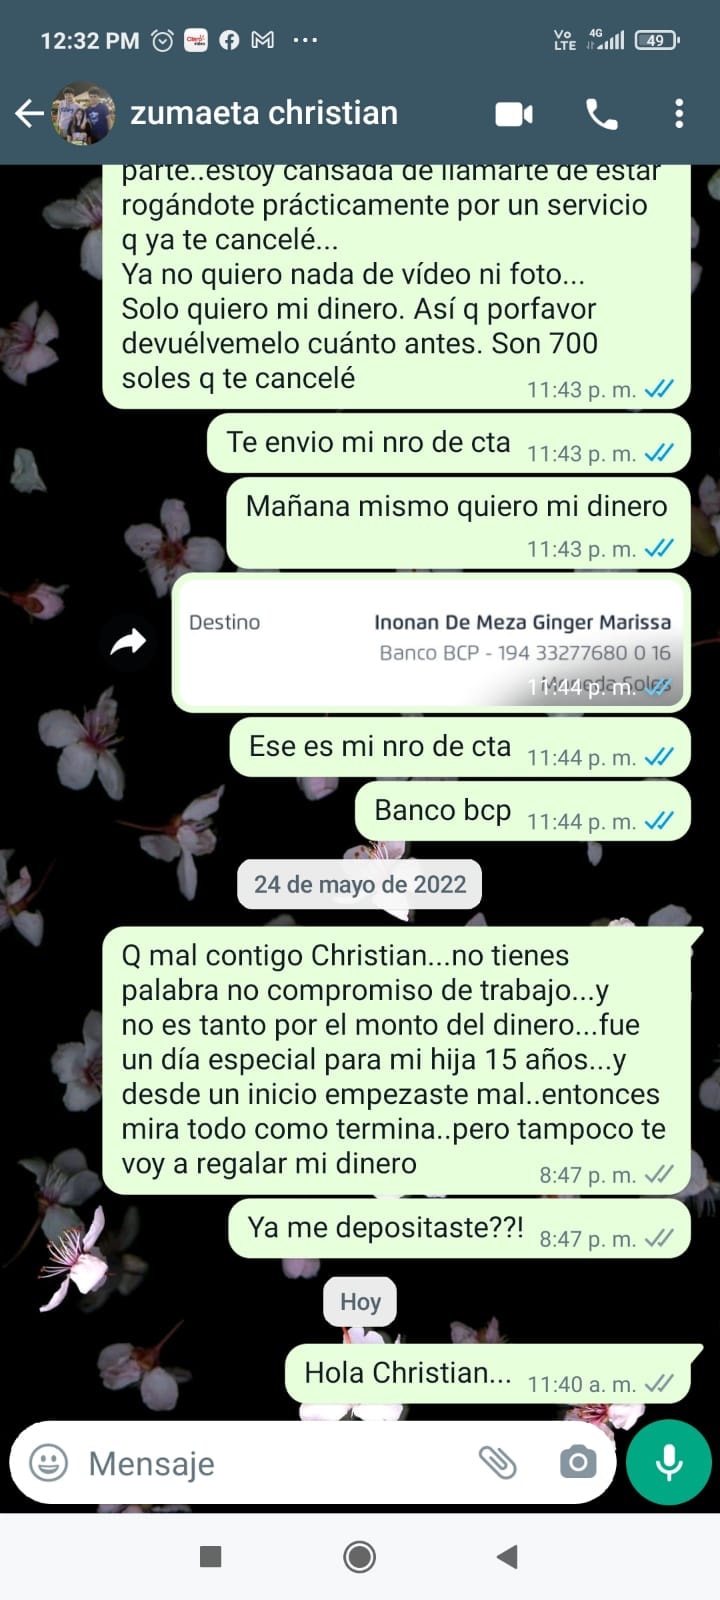 12:32 PM
Vo LTE 4G 49
zumaeta christian
parte..estoy cansada de llamarte de estar
rogándote prácticamente por un servicio
q ya te cancelé...
Ya no quiero nada de vídeo ni foto...
Solo quiero mi dinero. Así q porfavor
devuélvemelo cuánto antes. Son 700
soles q te cancelé
11:43 p. m.
Te envio mi nro de cta 11:43 p. m.
Mañana mismo quiero mi dinero
11:43 p. m.
Destino Inonan De Meza Ginger Marissa
Banco BCP - 194 33277680 0 16
Moneda Soles
11:44 p. m.
Ese es mi nro de cta 11:44 p. m.
Banco bcp 11:44 p. m.
24 de mayo de 2022
Q mal contigo Christian...no tienes
palabra no compromiso de trabajo...y
no es tanto por el monto del dinero...fue
un día especial para mi hija 15 años...y
desde un inicio empezaste mal..entonces
mira todo como termina..pero tampoco te
voy a regalar mi dinero
8:47 p. m.
Ya me depositaste??! 8:47 p. m.
Hoy
Hola Christian... 11:40 a. m.
Mensaje